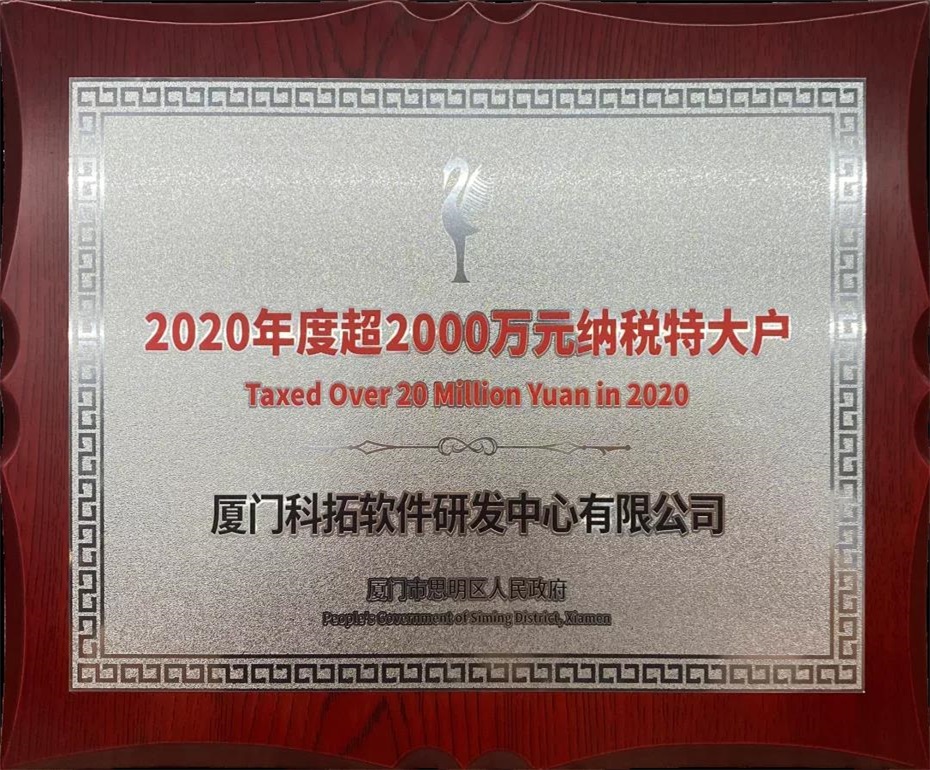 2020年度超2000万元纳税特大户
Taxed Over 20 Million Yuan in 2020
厦门科拓软件研发中心有限公司
厦门市思明区人民政府
People's Government of Siming District, Xiamen